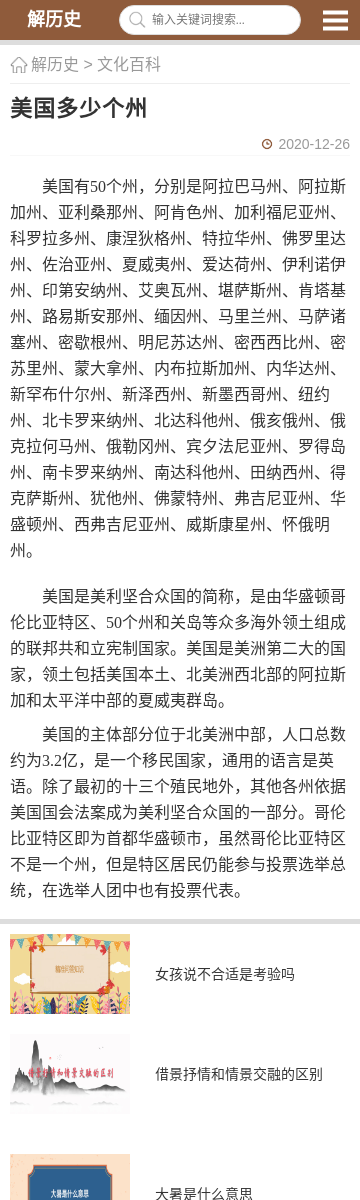 解历史
输入关键词搜索...
解历史 > 文化百科
美国多少个州
2020-12-26
美国有50个州，分别是阿拉巴马州、阿拉斯
加州、亚利桑那州、阿肯色州、加利福尼亚州、
科罗拉多州、康涅狄格州、特拉华州、佛罗里达
州、佐治亚州、夏威夷州、爱达荷州、伊利诺伊
州、印第安纳州、艾奥瓦州、堪萨斯州、肯塔基
州、路易斯安那州、缅因州、马里兰州、马萨诸
塞州、密歇根州、明尼苏达州、密西西比州、密
苏里州、蒙大拿州、内布拉斯加州、内华达州、
新罕布什尔州、新泽西州、新墨西哥州、纽约
州、北卡罗来纳州、北达科他州、俄亥俄州、俄
克拉何马州、俄勒冈州、宾夕法尼亚州、罗得岛
州、南卡罗来纳州、南达科他州、田纳西州、得
克萨斯州、犹他州、佛蒙特州、弗吉尼亚州、华
盛顿州、西弗吉尼亚州、威斯康星州、怀俄明
州。
美国是美利坚合众国的简称，是由华盛顿哥
伦比亚特区、50个州和关岛等众多海外领土组成
的联邦共和立宪制国家。美国是美洲第二大的国
家，领土包括美国本土、北美洲西北部的阿拉斯
加和太平洋中部的夏威夷群岛。
美国的主体部分位于北美洲中部，人口总数
约为3.2亿，是一个移民国家，通用的语言是英
语。除了最初的十三个殖民地外，其他各州依据
美国国会法案成为美利坚合众国的一部分。哥伦
比亚特区即为首都华盛顿市，虽然哥伦比亚特区
不是一个州，但是特区居民仍能参与投票选举总
统，在选举人团中也有投票代表。
女孩说不合适是考验吗
情景抒情和情景交融的区别
借景抒情和情景交融的区别
大暑是什么意思
大暑是什么意思